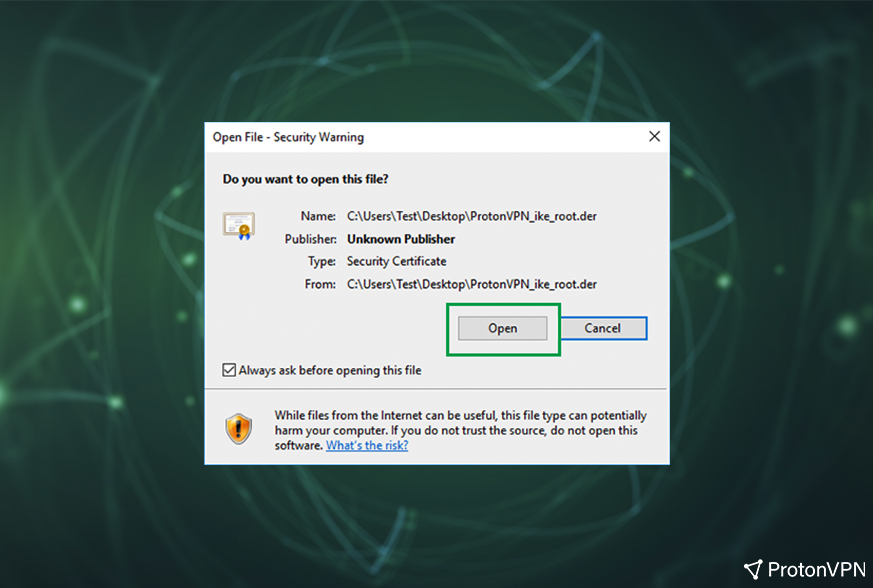 Open File - Security Warning
Do you want to open this file?
Name: C:\Users\Test\Desktop\ProtonVPN_ike_root.der
Publisher: Unknown Publisher
Type: Security Certificate
From: C:\Users\Test\Desktop\ProtonVPN_ike_root.der
Open Cancel
Always ask before opening this file
While files from the Internet can be useful, this file type can potentially
harm your computer. If you do not trust the source, do not open this
software. What's the risk?
ProtonVPN